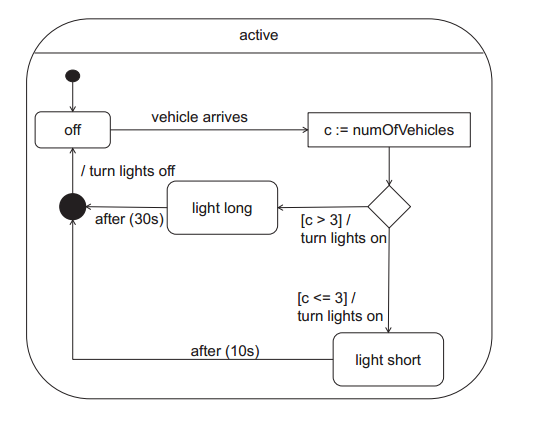 active
vehicle arrives
off
c := numOfVehicles
/ turn lights off
light long
after (30s)
[c > 3] /
turn lights on
[c <= 3] /
turn lights on
after (10s)
light short